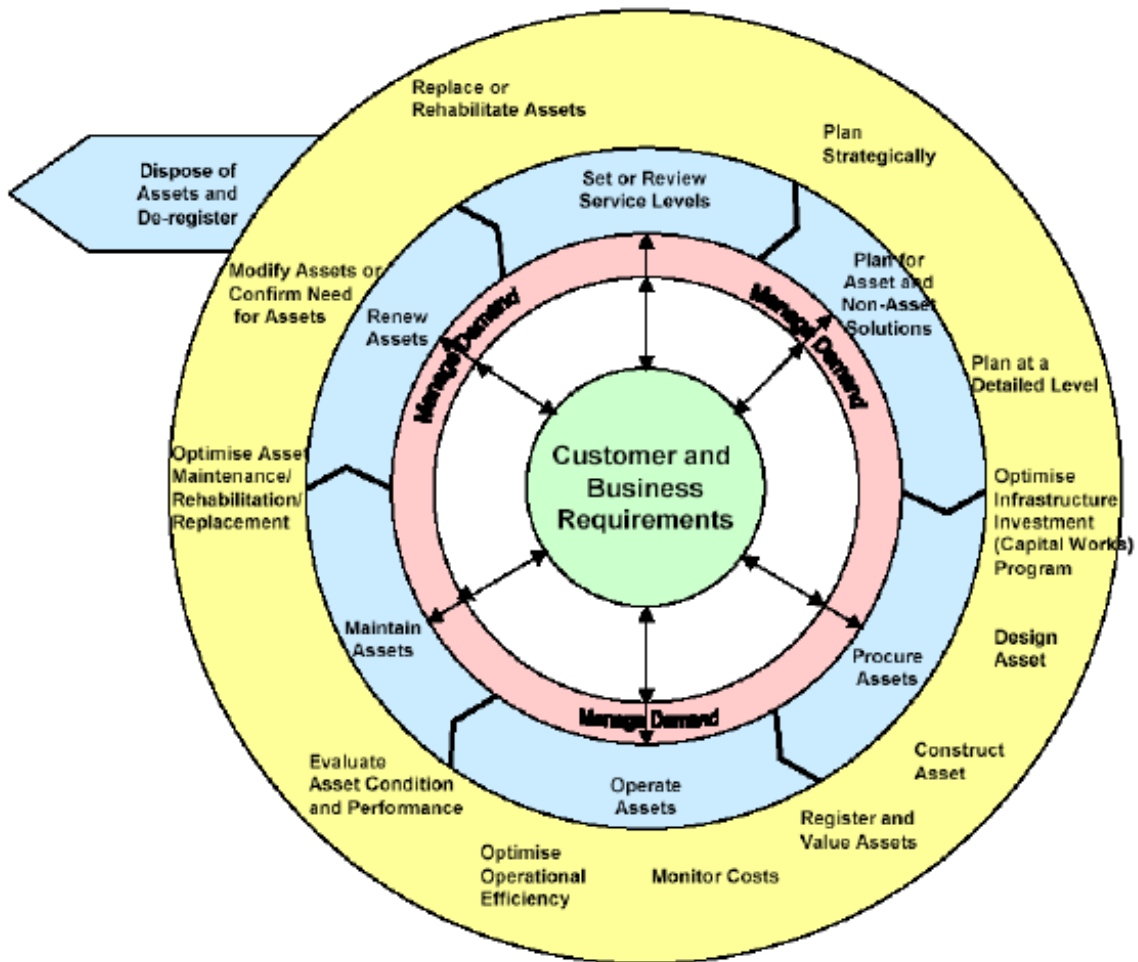 Replace or
Rehabilitate Assets
Plan
Strategically
Dispose of
Assets and
De-register
Set or Review
Service Levels
Modify Assets or
Confirm Need
for Assets
Plan for
Asset and
Non-Asset
Solutions
Renew
Assets
Manage Demand
Manage Demand
Plan at a
Detailed Level
Optimise Asset
Maintenance/
Rehabilitation/
Replacement
Customer and
Business
Requirements
Optimise
Infrastructure
Investment
(Capital Works)
Program
Maintain
Assets
Procure
Assets
Design
Asset
Manage Demand
Evaluate
Asset Condition
and Performance
Operate
Assets
Construct
Asset
Register and
Value Assets
Optimise
Operational
Efficiency
Monitor Costs